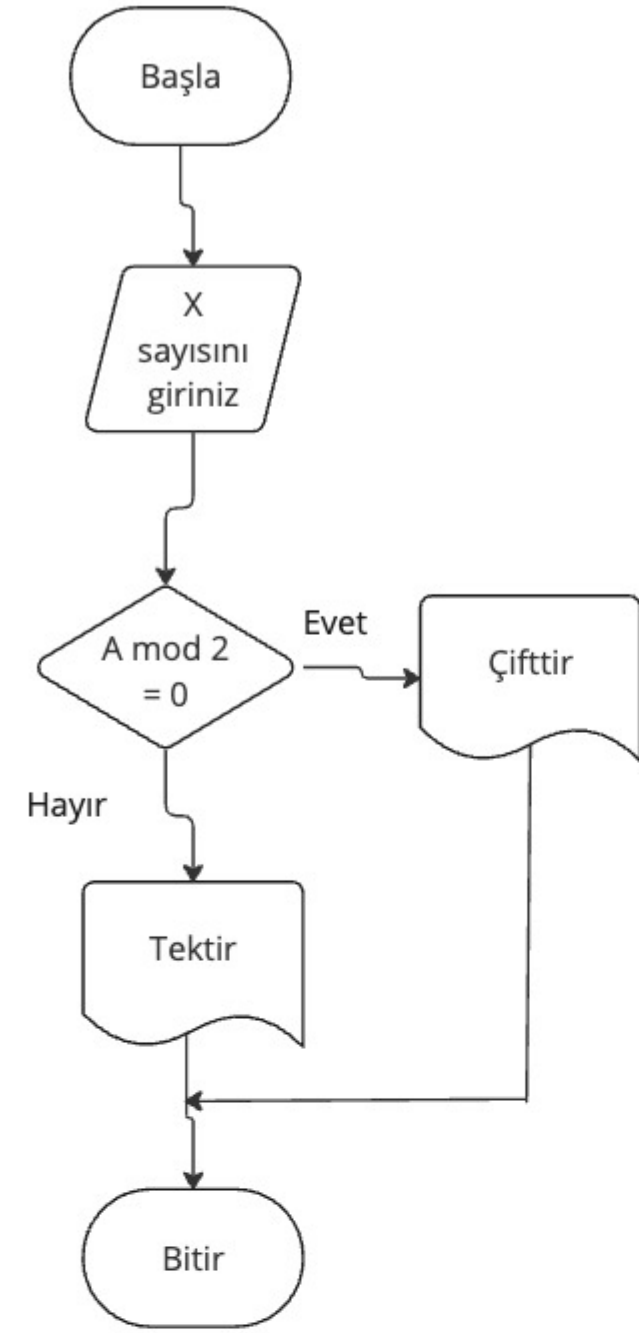 Başla
X
sayısını
giriniz
A mod 2
= 0
Evet
Çifttir
Hayır
Tektir
Bitir